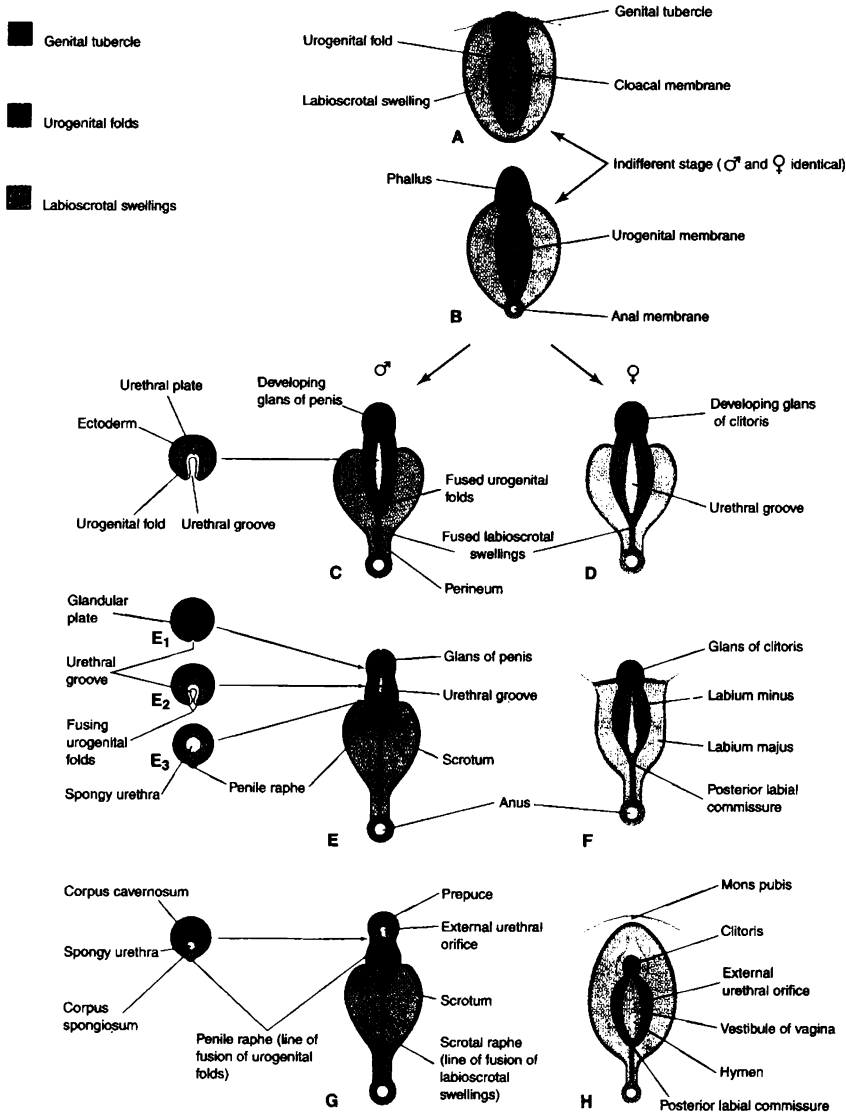 Genital tubercle
Urogenital folds
Labioscrotal swellings
Genital tubercle
Urogenital fold
Cloacal membrane
Labioscrotal swelling
A
Indifferent stage (♂ and ♀ identical)
Phallus
Urogenital membrane
B
Anal membrane
♂
♀
Urethral plate
Ectoderm
Urogenital fold
Urethral groove
Developing
glans of penis
Fused urogenital
folds
Fused labioscrotal
swellings
C
Perineum
Developing glans
of clitoris
Urethral groove
D
Glandular
plate
E1
Urethral
groove
E2
Fusing
urogenital
folds
E3
Spongy urethra
Penile raphe
Glans of penis
Urethral groove
Scrotum
Anus
E
Glans of clitoris
Labium minus
Labium majus
Posterior labial
commissure
F
Corpus cavernosum
Spongy urethra
Corpus
spongiosum
Penile raphe (line of
fusion of urogenital
folds)
Prepuce
External urethral
orifice
Scrotum
Scrotal raphe
(line of fusion of
labioscrotal
swellings)
G
Mons pubis
Clitoris
External
urethral orifice
Vestibule of vagina
Hymen
H
Posterior labial commissure